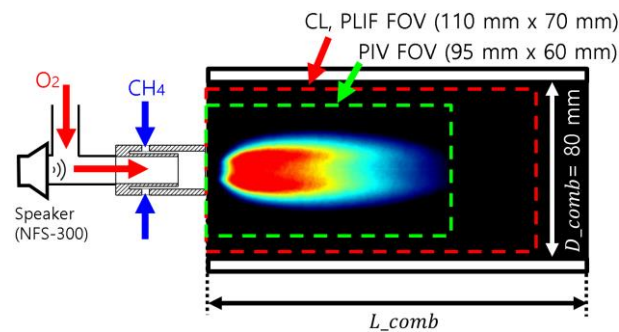 CL, PLIF FOV (110 mm x 70 mm)
PIV FOV (95 mm x 60 mm)
O2
CH4
Speaker
(NFS-300)
D_comb= 80 mm
L_comb